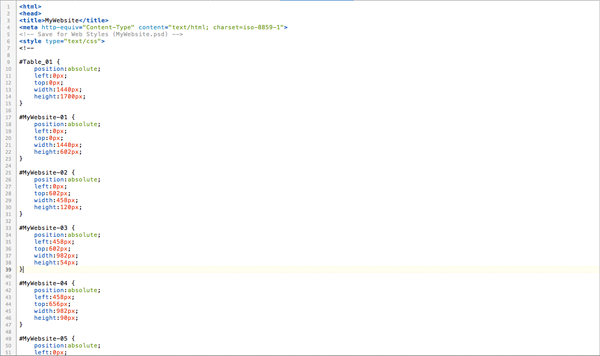 1 <html>
2 <head>
3 <title>MyWebsite</title>
4 <meta http-equiv="Content-Type" content="text/html; charset=iso-8859-1">
5 <!-- Save for Web Styles (MyWebsite.psd) -->
6 <style type="text/css">
7 <!--
8
9 #Table_01 {
10 position:absolute;
11 left:0px;
12 top:0px;
13 width:1440px;
14 height:1700px;
15 }
16
17 #MyWebsite-01 {
18 position:absolute;
19 left:0px;
20 top:0px;
21 width:1440px;
22 height:602px;
23 }
24
25 #MyWebsite-02 {
26 position:absolute;
27 left:0px;
28 top:602px;
29 width:458px;
30 height:120px;
31 }
32
33 #MyWebsite-03 {
34 position:absolute;
35 left:458px;
36 top:602px;
37 width:982px;
38 height:54px;
39 }
40
41 #MyWebsite-04 {
42 position:absolute;
43 left:458px;
44 top:656px;
45 width:982px;
46 height:90px;
47 }
48
49 #MyWebsite-05 {
50 position:absolute;
51 left:0px;